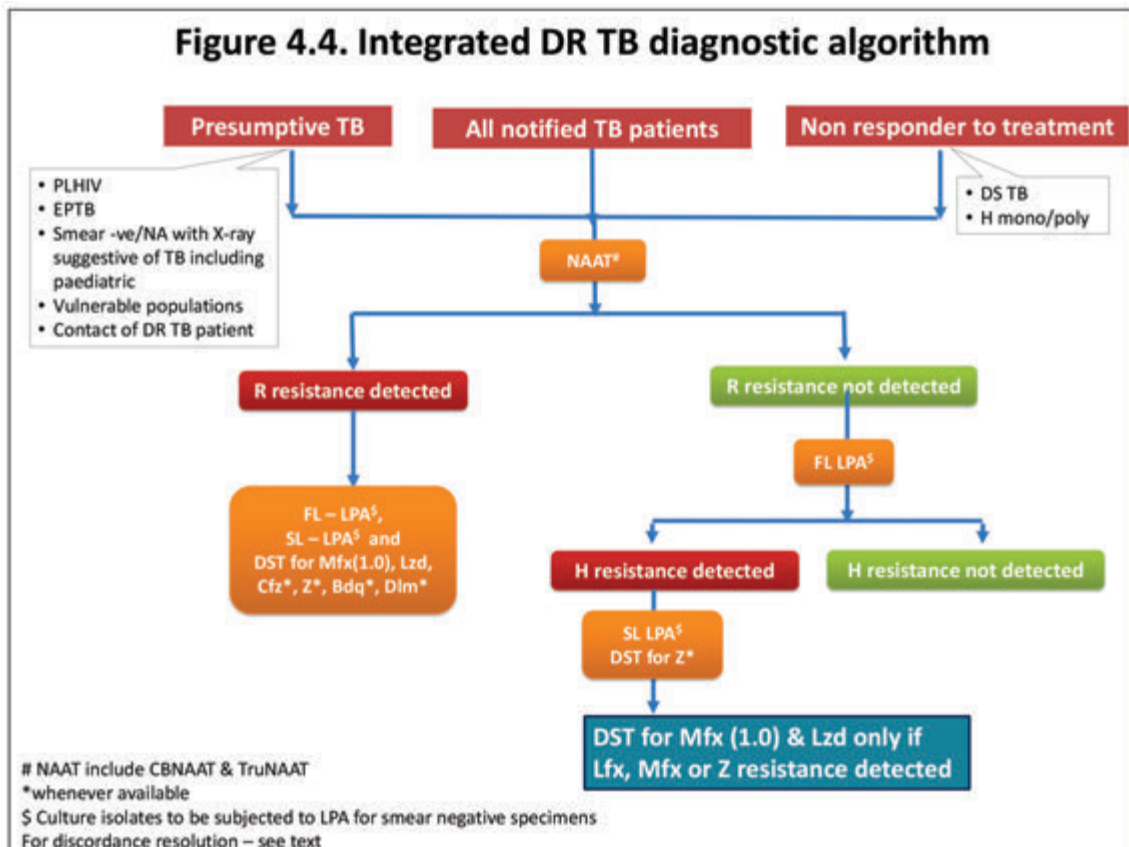 Figure 4.4. Integrated DR TB diagnostic algorithm
Presumptive TB
All notified TB patients
Non responder to treatment
• PLHIV
• EPTB
• Smear -ve/NA with X-ray
suggestive of TB including
paediatric
• Vulnerable populations
• Contact of DR TB patient
• DS TB
• H mono/poly
NAAT#
R resistance detected
R resistance not detected
FL LPA$
FL – LPA$,
SL – LPA$ and
DST for Mfx(1.0), Lzd,
Cfz*, Z*, Bdq*, Dlm*
H resistance detected
H resistance not detected
SL LPA$
DST for Z*
DST for Mfx (1.0) & Lzd only if
Lfx, Mfx or Z resistance detected
# NAAT include CBNAAT & TruNAAT
*whenever available
$ Culture isolates to be subjected to LPA for smear negative specimens
For discordance resolution – see text